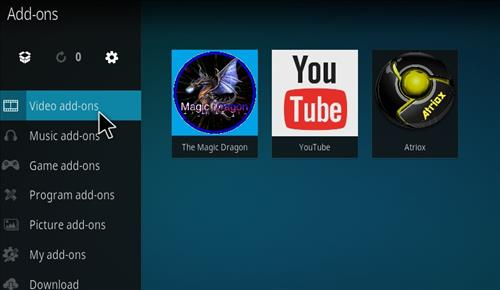 Add-ons
0
Video add-ons
Music add-ons
Game add-ons
Program add-ons
Picture add-ons
My add-ons
Download
Magic Dragon
The Magic Dragon
You
Tube
YouTube
Atriox
Atriox